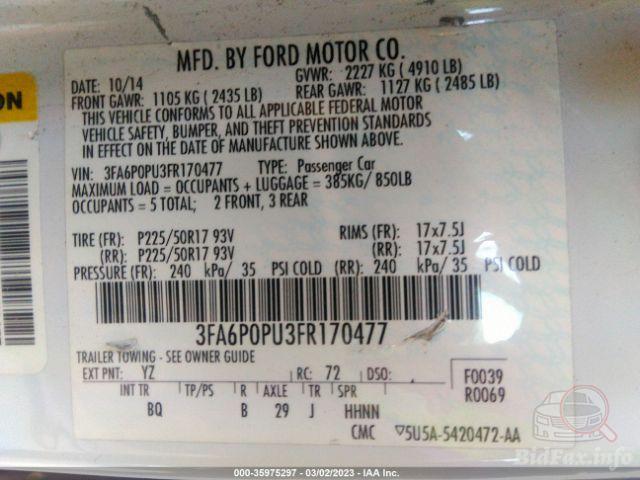 MFD. BY FORD MOTOR CO.
DATE: 10/14 GVWR: 2227 KG ( 4910 LB)
FRONT GAWR: 1105 KG ( 2435 LB) REAR GAWR: 1127 KG ( 2485 LB)
THIS VEHICLE CONFORMS TO ALL APPLICABLE FEDERAL MOTOR
VEHICLE SAFETY, BUMPER, AND THEFT PREVENTION STANDARDS
IN EFFECT ON THE DATE OF MANUFACTURE SHOWN ABOVE.
VIN: 3FA6P0PU3FR170477 TYPE: Passenger Car
MAXIMUM LOAD = OCCUPANTS + LUGGAGE = 385KG/ 850LB
OCCUPANTS = 5 TOTAL; 2 FRONT, 3 REAR
TIRE (FR): P225/50R17 93V RIMS (FR): 17x7.5J
(RR): P225/50R17 93V (RR): 17x7.5J
PRESSURE (FR): 240 kPa/ 35 PSI COLD (RR): 240 kPa/ 35 PSI COLD
3FA6P0PU3FR170477
TRAILER TOWING - SEE OWNER GUIDE
EXT PNT: YZ RC: 72 DSO: F0039
INT TR TP/PS R AXLE TR SPR R0069
BQ B 29 J HHNN
CMC ▽5U5A-5420472-AA
BidFax.info
000-35975297 - 03/02/2023 - IAA Inc.